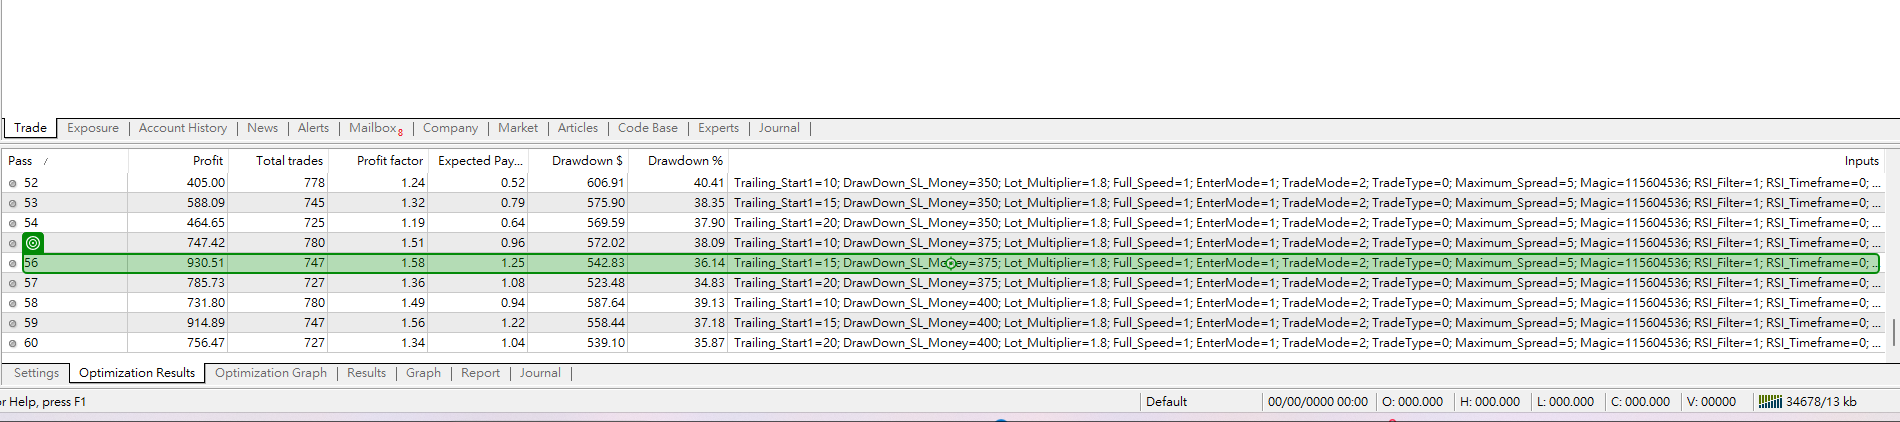 Trade Exposure Account History News Alerts Mailbox 8 Company Market Articles Code Base Experts Journal
Pass / Profit Total trades Profit factor Expected Pay... Drawdown $ Drawdown % Inputs
52 405.00 778 1.24 0.52 606.91 40.41 Trailing_Start1=10; DrawDown_SL_Money=350; Lot_Multiplier=1.8; Full_Speed=1; EnterMode=1; TradeMode=2; TradeType=0; Maximum_Spread=5; Magic=115604536; RSI_Filter=1; RSI_Timeframe=0; ...
53 588.09 745 1.32 0.79 575.90 38.35 Trailing_Start1=15; DrawDown_SL_Money=350; Lot_Multiplier=1.8; Full_Speed=1; EnterMode=1; TradeMode=2; TradeType=0; Maximum_Spread=5; Magic=115604536; RSI_Filter=1; RSI_Timeframe=0; ...
54 464.65 725 1.19 0.64 569.59 37.90 Trailing_Start1=20; DrawDown_SL_Money=350; Lot_Multiplier=1.8; Full_Speed=1; EnterMode=1; TradeMode=2; TradeType=0; Maximum_Spread=5; Magic=115604536; RSI_Filter=1; RSI_Timeframe=0; ...
747.42 780 1.51 0.96 572.02 38.09 Trailing_Start1=10; DrawDown_SL_Money=375; Lot_Multiplier=1.8; Full_Speed=1; EnterMode=1; TradeMode=2; TradeType=0; Maximum_Spread=5; Magic=115604536; RSI_Filter=1; RSI_Timeframe=0; ...
56 930.51 747 1.58 1.25 542.83 36.14 Trailing_Start1=15; DrawDown_SL_Money=375; Lot_Multiplier=1.8; Full_Speed=1; EnterMode=1; TradeMode=2; TradeType=0; Maximum_Spread=5; Magic=115604536; RSI_Filter=1; RSI_Timeframe=0; ..
57 785.73 727 1.36 1.08 523.48 34.83 Trailing_Start1=20; DrawDown_SL_Money=375; Lot_Multiplier=1.8; Full_Speed=1; EnterMode=1; TradeMode=2; TradeType=0; Maximum_Spread=5; Magic=115604536; RSI_Filter=1; RSI_Timeframe=0; ...
58 731.80 780 1.49 0.94 587.64 39.13 Trailing_Start1=10; DrawDown_SL_Money=400; Lot_Multiplier=1.8; Full_Speed=1; EnterMode=1; TradeMode=2; TradeType=0; Maximum_Spread=5; Magic=115604536; RSI_Filter=1; RSI_Timeframe=0; ...
59 914.89 747 1.56 1.22 558.44 37.18 Trailing_Start1=15; DrawDown_SL_Money=400; Lot_Multiplier=1.8; Full_Speed=1; EnterMode=1; TradeMode=2; TradeType=0; Maximum_Spread=5; Magic=115604536; RSI_Filter=1; RSI_Timeframe=0; ...
60 756.47 727 1.34 1.04 539.10 35.87 Trailing_Start1=20; DrawDown_SL_Money=400; Lot_Multiplier=1.8; Full_Speed=1; EnterMode=1; TradeMode=2; TradeType=0; Maximum_Spread=5; Magic=115604536; RSI_Filter=1; RSI_Timeframe=0; ...
Settings Optimization Results Optimization Graph Results Graph Report Journal
or Help, press F1 Default 00/00/0000 00:00 O: 000.000 H: 000.000 L: 000.000 C: 000.000 V: 00000 34678/13 kb